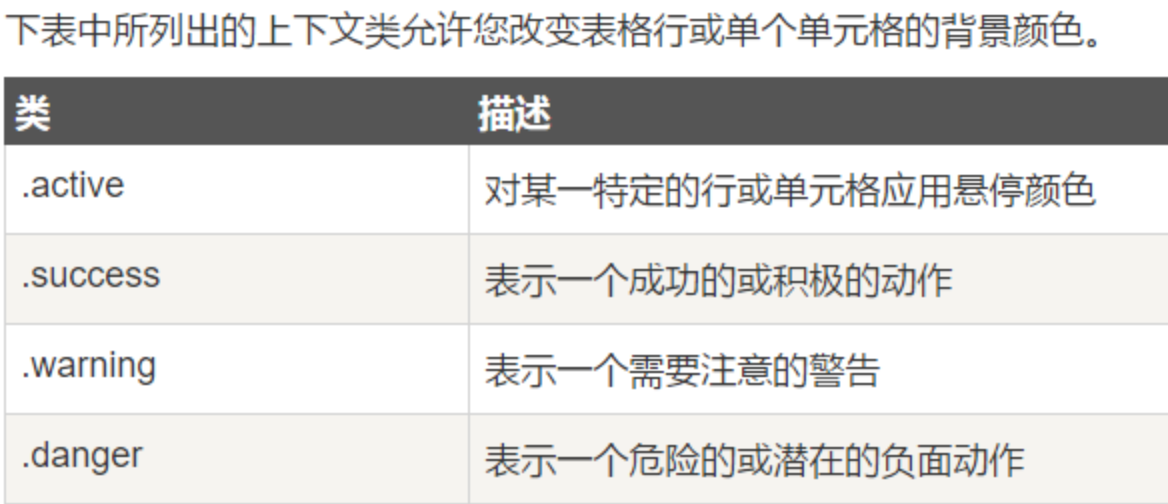 下表中所列出的上下文类允许您改变表格行或单个单元格的背景颜色。
类 描述
.active 对某一特定的行或单元格应用悬停颜色
.success 表示一个成功的或积极的动作
.warning 表示一个需要注意的警告
.danger 表示一个危险的或潜在的负面动作